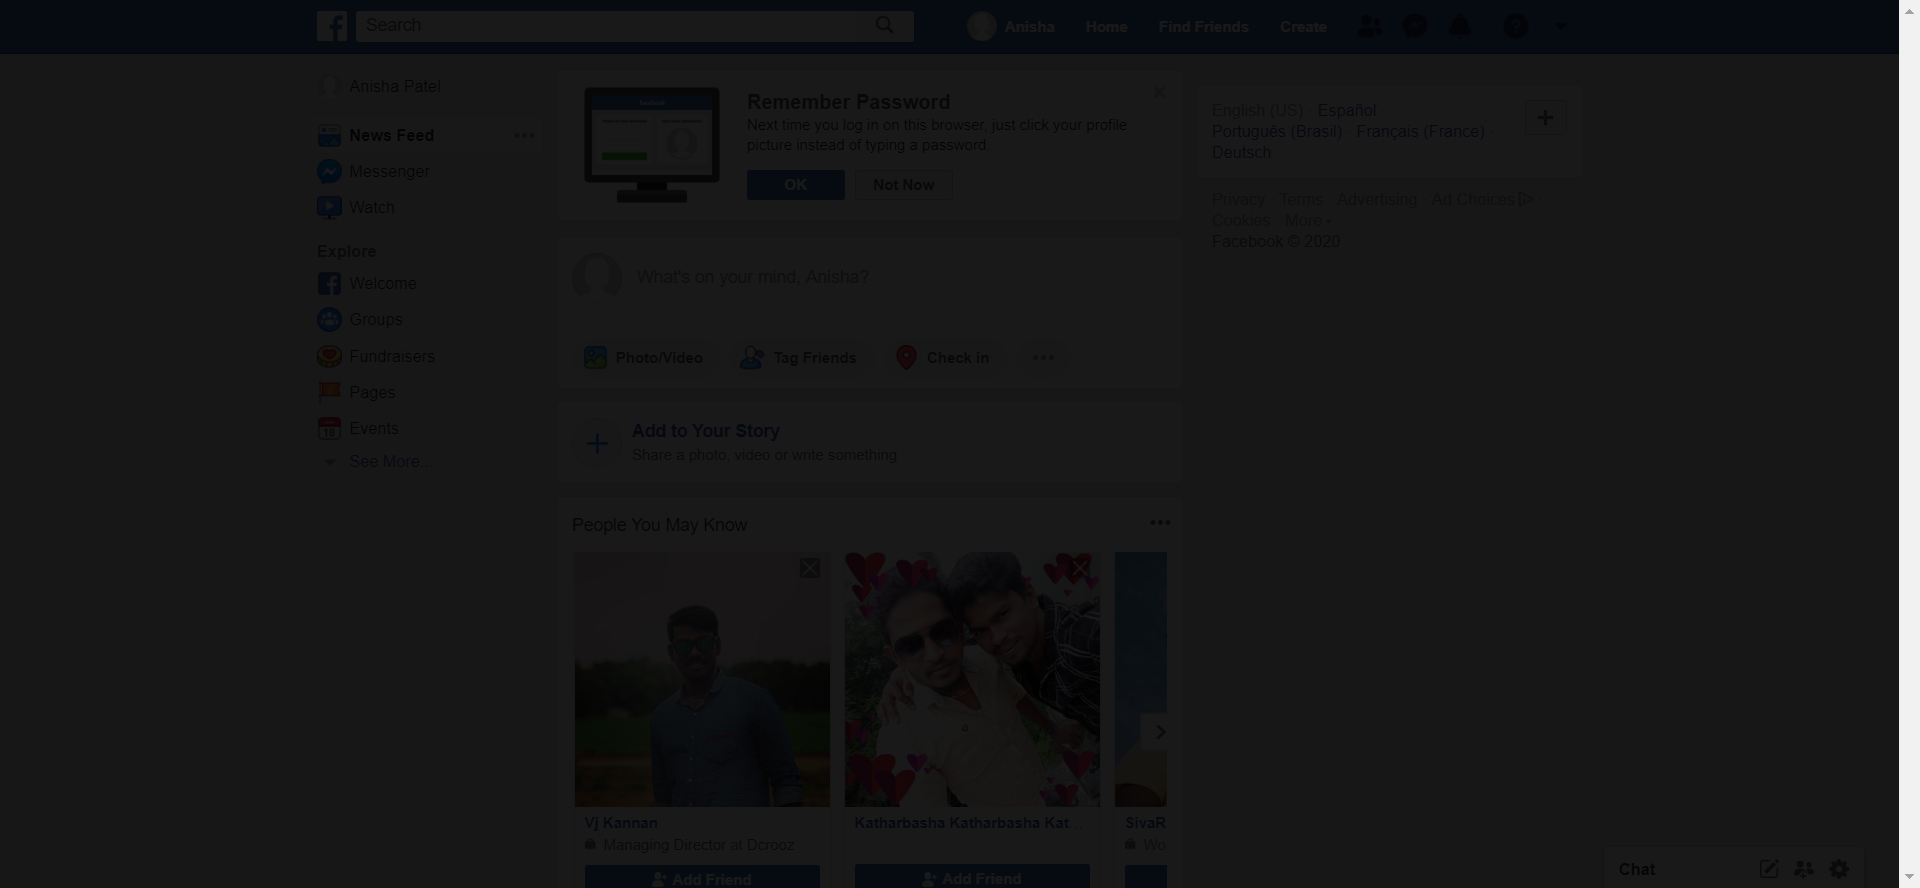 Search
Anisha
Home
Find Friends
Create
Anisha Patel
News Feed
Messenger
Watch
Explore
Welcome
Groups
Fundraisers
Pages
18
Events
See More...
Remember Password
Next time you log in on this browser, just click your profile
picture instead of typing a password.
OK
Not Now
What's on your mind, Anisha?
Photo/Video
Tag Friends
Check in
Add to Your Story
Share a photo, video or write something
People You May Know
Vj Kannan
Managing Director at Dcrooz
Add Friend
Katharbasha Katharbasha Kat...
Add Friend
SivaR
Wo
English (US) Español
Português (Brasil) Français (France)
Deutsch
Privacy Terms Advertising Ad Choices
Cookies More
Facebook © 2020
Chat